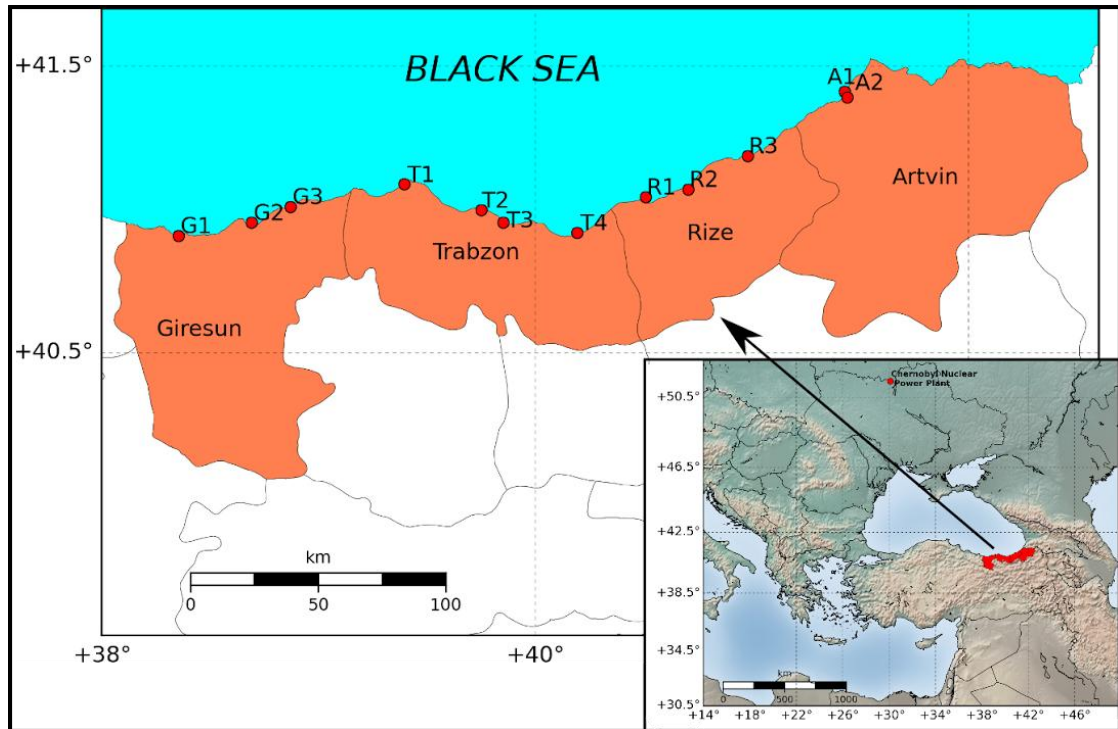 +41.5°
BLACK SEA
A1 A2
R3
T1
R1 R2
G3
G1 G2
T2
T3
T4
Artvin
Rize
Trabzon
Giresun
+40.5°
km
0 50 100
+38° +40°
Chernobyl Nuclear
Power Plant
+50.5°
+46.5°
+42.5°
+38.5°
+34.5°
+30.5°
km
0 500 1000
+14° +18° +22° +26° +30° +34° +38° +42° +46°